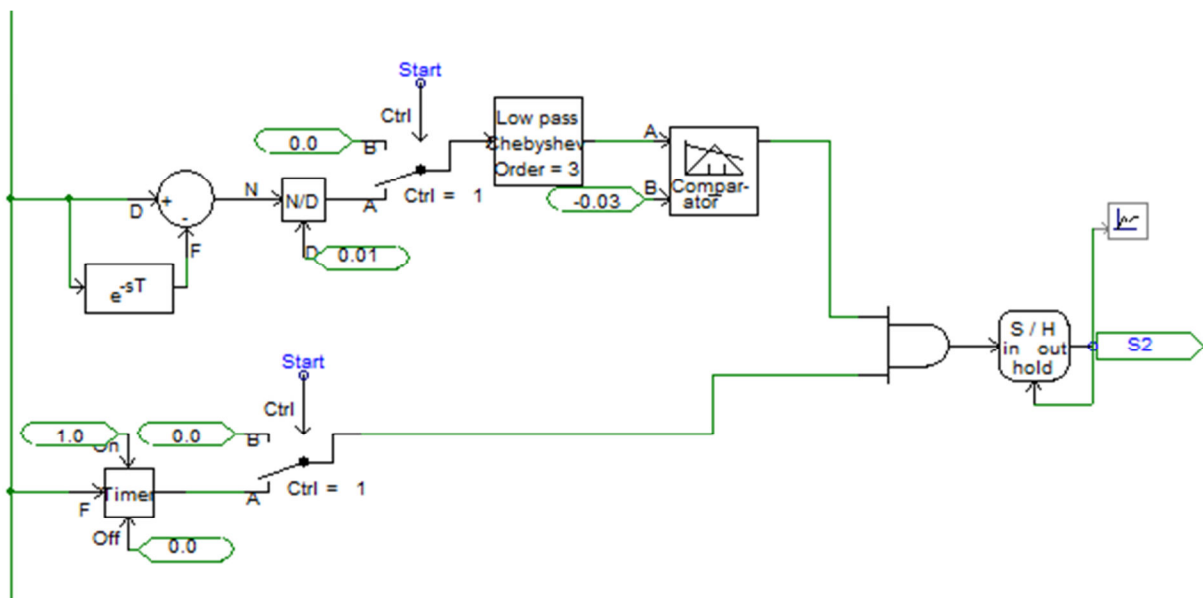 Start
Ctrl
0.0
B
Low pass
Chebyshev
Order = 3
A
Compar-
ator
B
-0.03
Ctrl = 1
A
N
N/D
D
+
-
F
D
0.01
e-sT
S / H
in out
hold
S2
Start
Ctrl
1.0
On
0.0
B
Timer
F
A
Ctrl = 1
Off
0.0